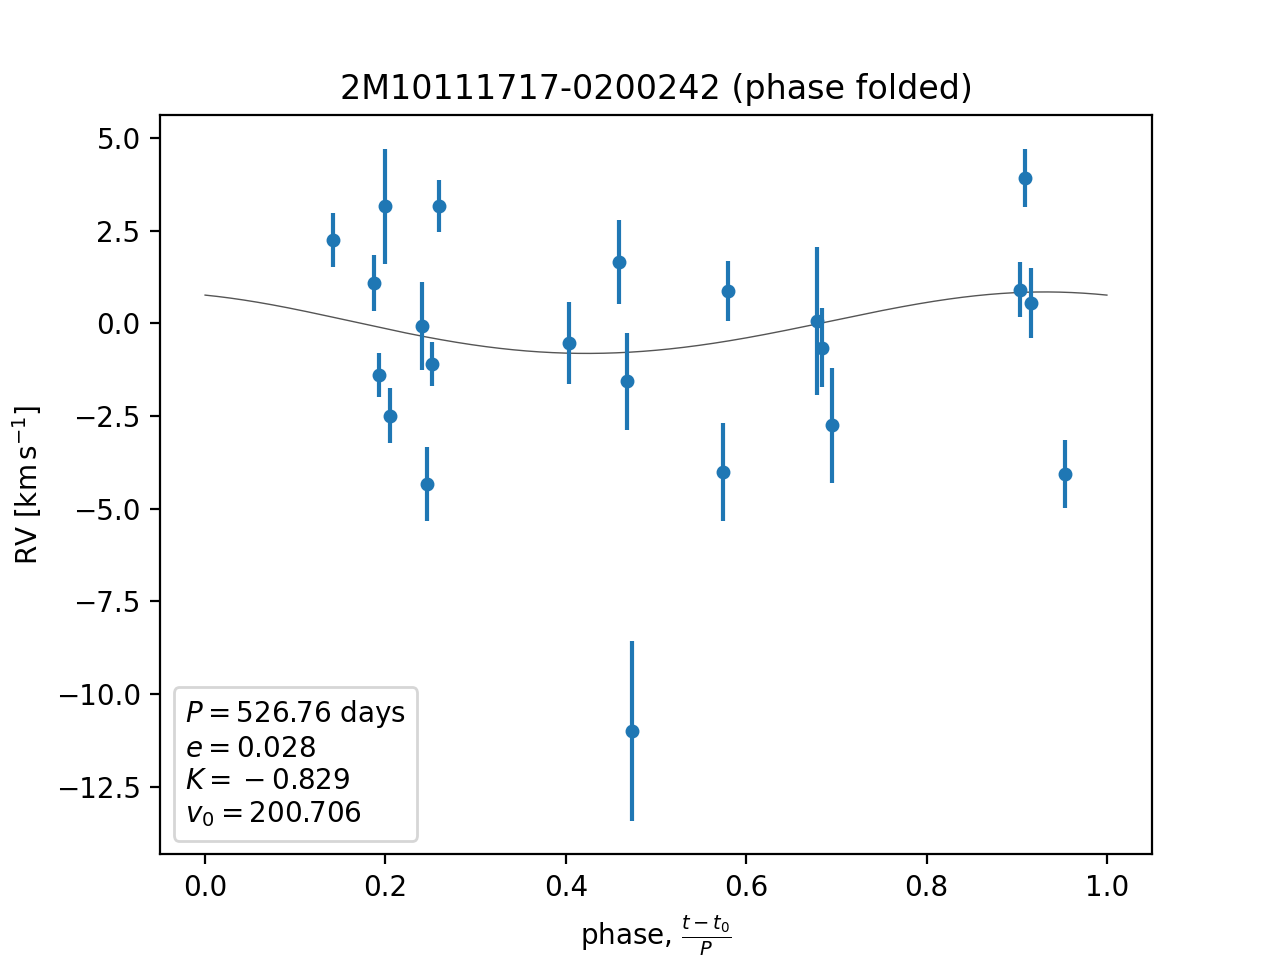 2M10111717-0200242 (phase folded)
5.0
2.5
0.0
−2.5
−5.0
−7.5
−10.0
−12.5
RV [km s⁻¹]
P = 526.76 days
e = 0.028
K = −0.829
v₀ = 200.706
0.0 0.2 0.4 0.6 0.8 1.0
phase, (t − t₀)/P